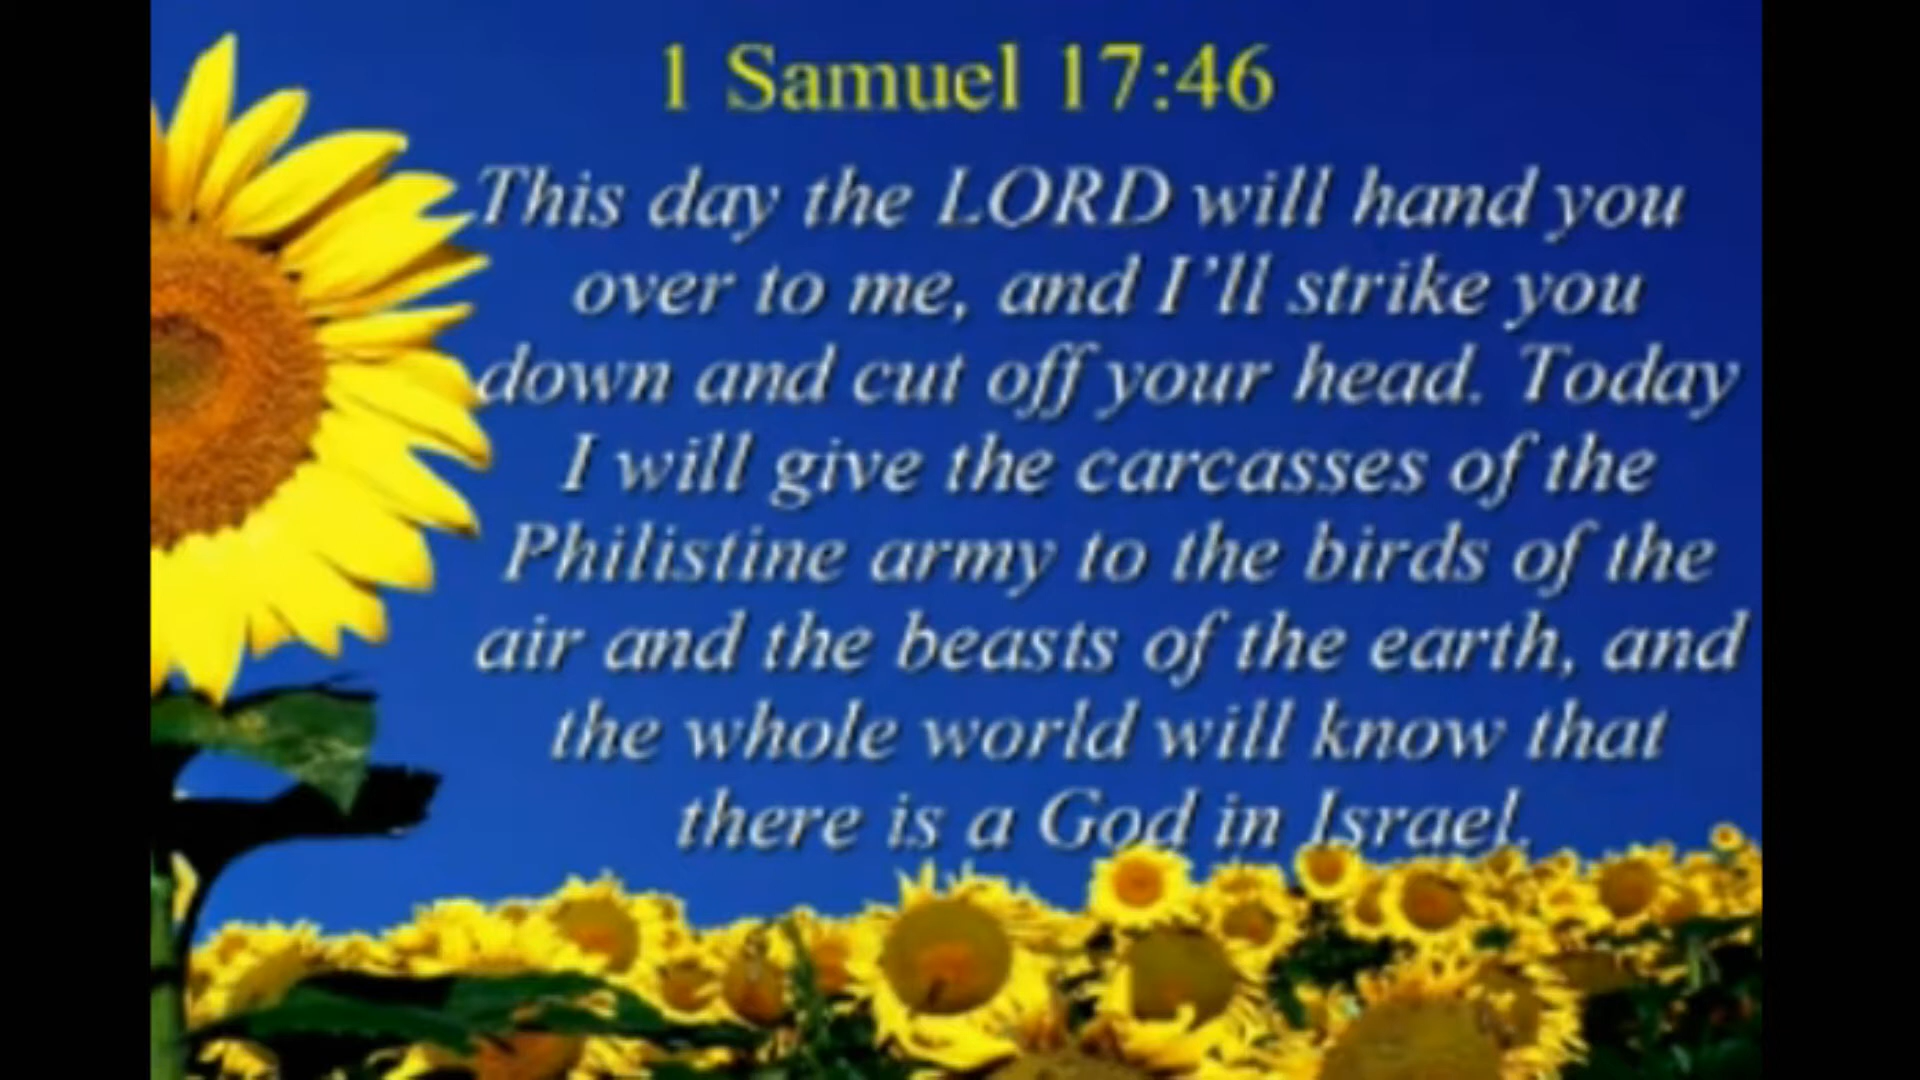 1 Samuel 17:46
This day the LORD will hand you
over to me, and I’ll strike you
down and cut off your head. Today
I will give the carcasses of the
Philistine army to the birds of the
air and the beasts of the earth, and
the whole world will know that
there is a God in Israel.